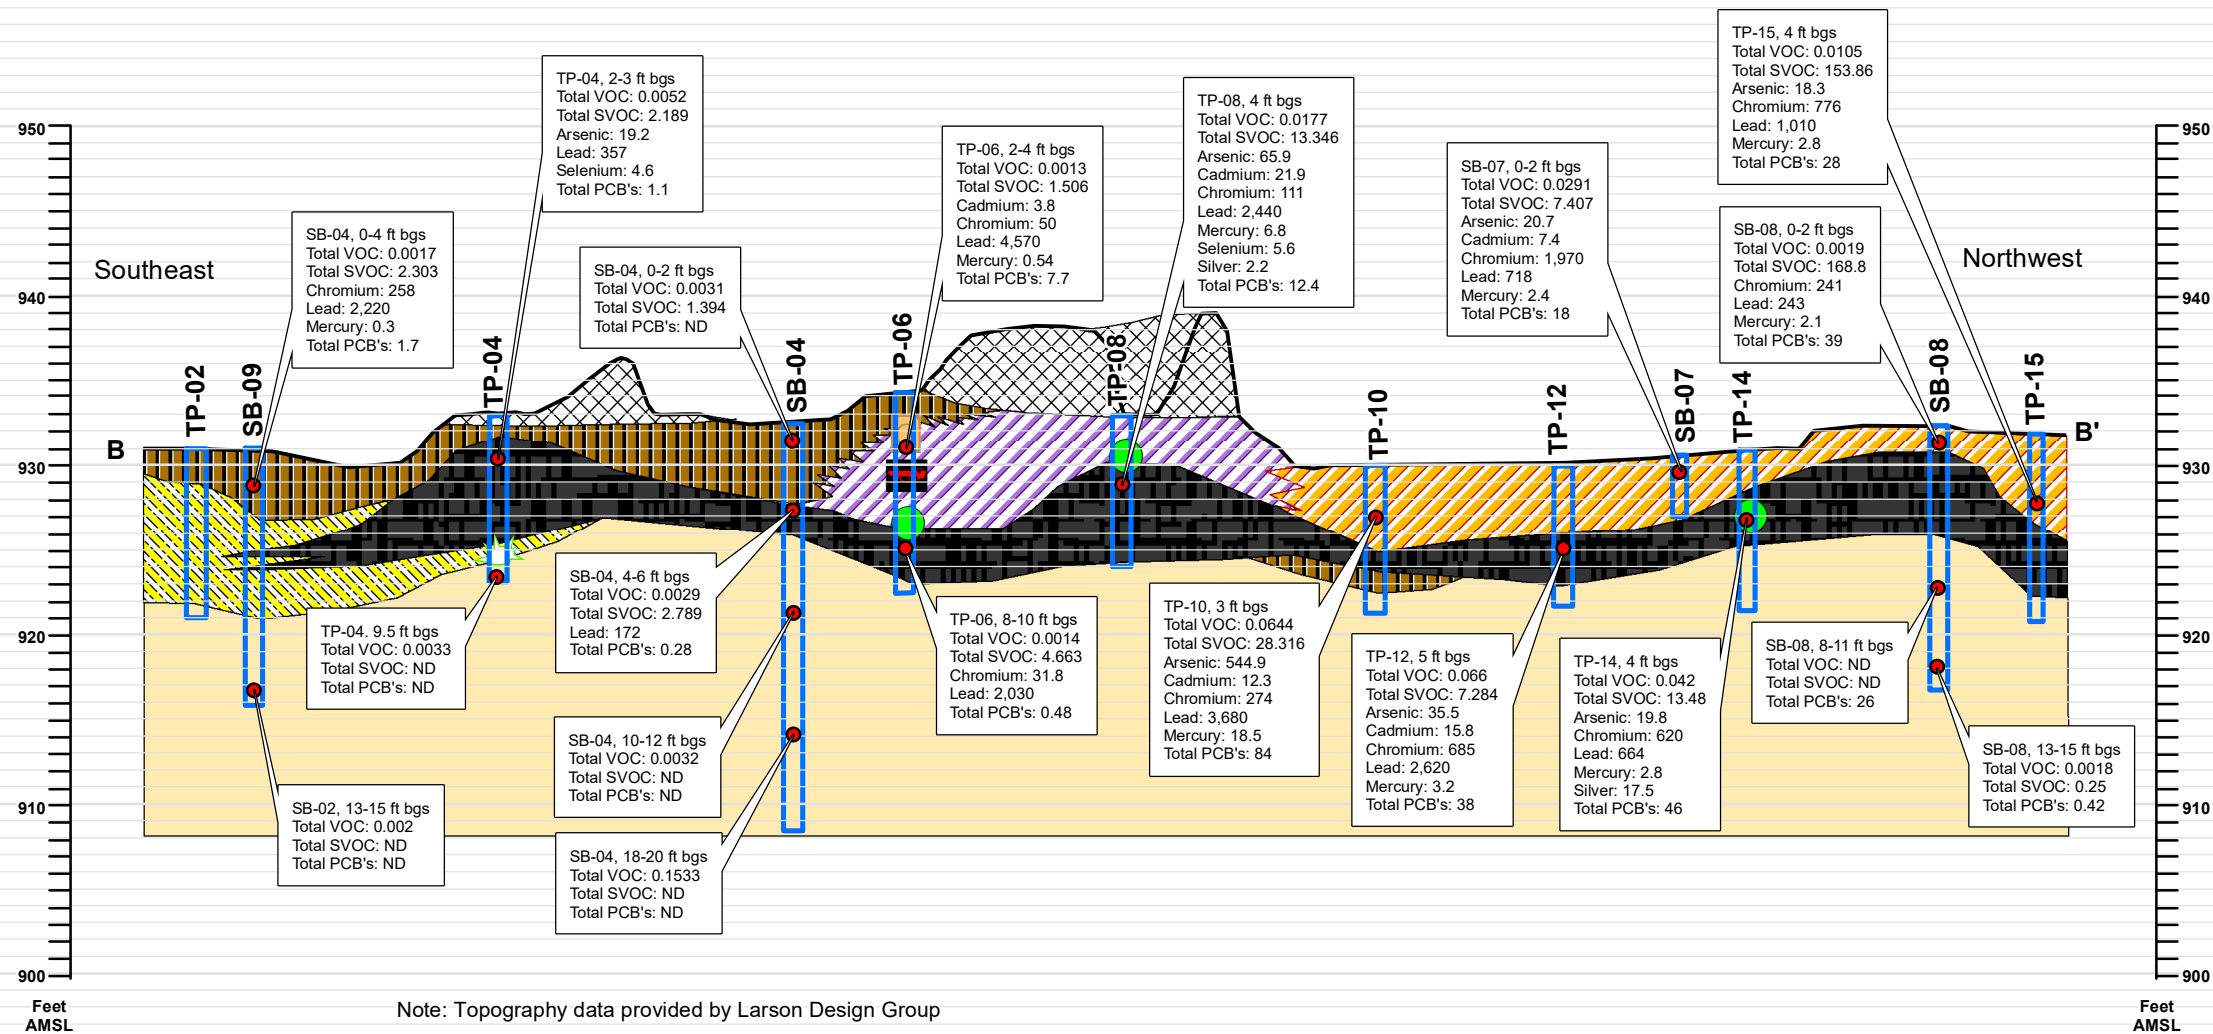 TP-15, 4 ft bgs
Total VOC: 0.0105
Total SVOC: 153.86
Arsenic: 18.3
Chromium: 776
Lead: 1,010
Mercury: 2.8
Total PCB's: 28
TP-04, 2-3 ft bgs
Total VOC: 0.0052
Total SVOC: 2.189
Arsenic: 19.2
Lead: 357
Selenium: 4.6
Total PCB's: 1.1
TP-08, 4 ft bgs
Total VOC: 0.0177
Total SVOC: 13.346
Arsenic: 65.9
Cadmium: 21.9
Chromium: 111
Lead: 2,440
Mercury: 6.8
Selenium: 5.6
Silver: 2.2
Total PCB's: 12.4
TP-06, 2-4 ft bgs
Total VOC: 0.0013
Total SVOC: 1.506
Cadmium: 3.8
Chromium: 50
Lead: 4,570
Mercury: 0.54
Total PCB's: 7.7
SB-07, 0-2 ft bgs
Total VOC: 0.0291
Total SVOC: 7.407
Arsenic: 20.7
Cadmium: 7.4
Chromium: 1,970
Lead: 718
Mercury: 2.4
Total PCB's: 18
SB-04, 0-4 ft bgs
Total VOC: 0.0017
Total SVOC: 2.303
Chromium: 258
Lead: 2,220
Mercury: 0.3
Total PCB's: 1.7
SB-04, 0-2 ft bgs
Total VOC: 0.0031
Total SVOC: 1.394
Total PCB's: ND
SB-08, 0-2 ft bgs
Total VOC: 0.0019
Total SVOC: 168.8
Chromium: 241
Lead: 243
Mercury: 2.1
Total PCB's: 39
Southeast
Northwest
950
940
930
920
910
900
Feet
AMSL
950
940
930
920
910
900
Feet
AMSL
B
B'
TP-02
SB-09
TP-04
SB-04
TP-06
TP-08
TP-10
TP-12
SB-07
TP-14
SB-08
TP-15
TP-04. 9.5 ft bgs
Total VOC: 0.0033
Total SVOC: ND
Total PCB's: ND
SB-04, 4-6 ft bgs
Total VOC: 0.0029
Total SVOC: 2.789
Lead: 172
Total PCB's: 0.28
TP-06, 8-10 ft bgs
Total VOC: 0.0014
Total SVOC: 4.663
Chromium: 31.8
Lead: 2,030
Total PCB's: 0.48
TP-10, 3 ft bgs
Total VOC: 0.0644
Total SVOC: 28.316
Arsenic: 544.9
Cadmium: 12.3
Chromium: 274
Lead: 3,680
Mercury: 18.5
Total PCB's: 84
TP-12, 5 ft bgs
Total VOC: 0.066
Total SVOC: 7.284
Arsenic: 35.5
Cadmium: 15.8
Chromium: 685
Lead: 2,620
Mercury: 3.2
Total PCB's: 38
TP-14, 4 ft bgs
Total VOC: 0.042
Total SVOC: 13.48
Arsenic: 19.8
Chromium: 620
Lead: 664
Mercury: 2.8
Silver: 17.5
Total PCB's: 46
SB-08, 8-11 ft bgs
Total VOC: ND
Total SVOC: ND
Total PCB's: 26
SB-04, 10-12 ft bgs
Total VOC: 0.0032
Total SVOC: ND
Total PCB's: ND
SB-08, 13-15 ft bgs
Total VOC: 0.0018
Total SVOC: 0.25
Total PCB's: 0.42
SB-02, 13-15 ft bgs
Total VOC: 0.002
Total SVOC: ND
Total PCB's: ND
SB-04, 18-20 ft bgs
Total VOC: 0.1533
Total SVOC: ND
Total PCB's: ND
Note: Topography data provided by Larson Design Group